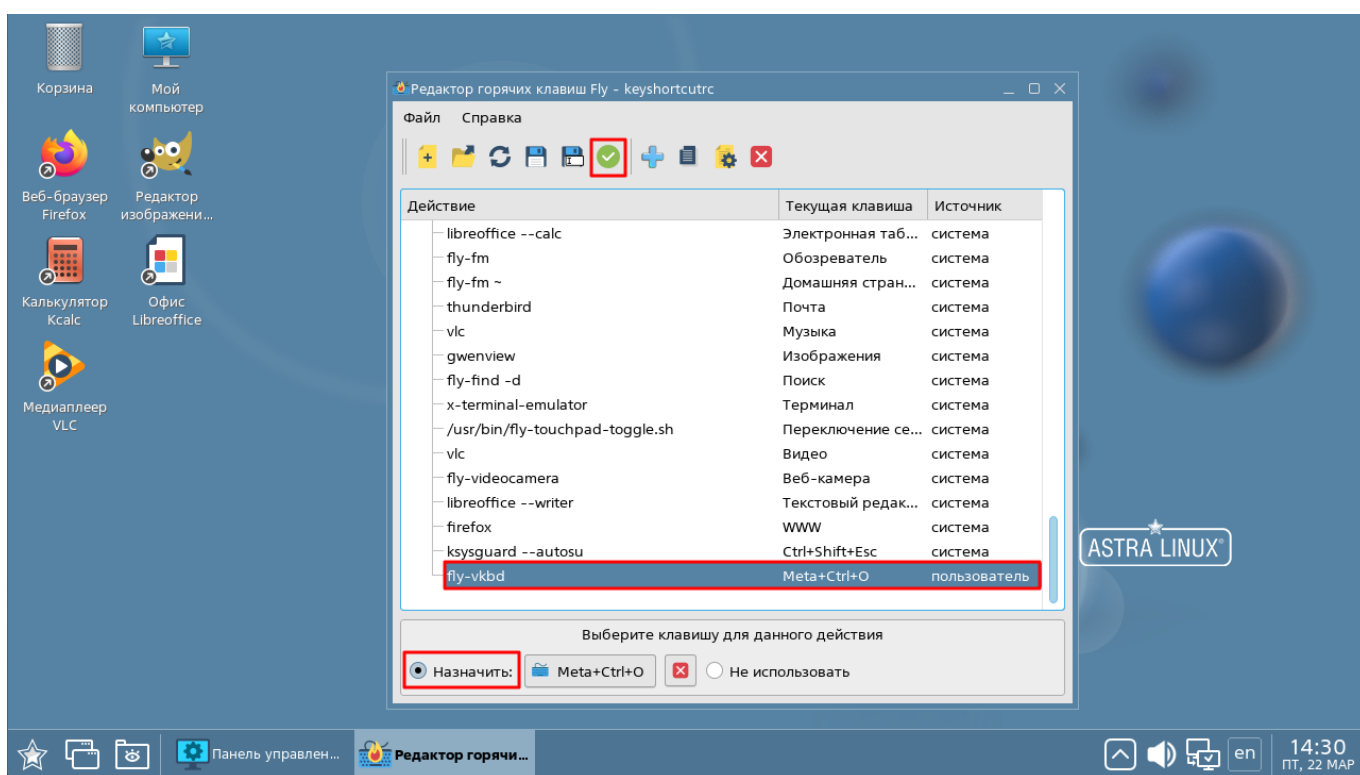 Корзина
Мой
компьютер
Веб-браузер
Firefox
Редактор
изображени...
Калькулятор
Kcalc
Офис
Libreoffice
Медиаплеер
VLC
Редактор горячих клавиш Fly - keyshortcutrc
Файл Справка
Действие Текущая клавиша Источник
libreoffice --calc Электронная таб... система
fly-fm Обозреватель система
fly-fm ~ Домашняя стран... система
thunderbird Почта система
vlc Музыка система
gwenview Изображения система
fly-find -d Поиск система
x-terminal-emulator Терминал система
/usr/bin/fly-touchpad-toggle.sh Переключение се... система
vlc Видео система
fly-videocamera Веб-камера система
libreoffice --writer Текстовый редак... система
firefox WWW система
ksysguard --autosu Ctrl+Shift+Esc система
fly-vkbd Meta+Ctrl+O пользователь
Выберите клавишу для данного действия
Назначить: Meta+Ctrl+O Не использовать
ASTRA LINUX®
Панель управлен...
Редактор горячи...
en
14:30
ПТ, 22 МАР